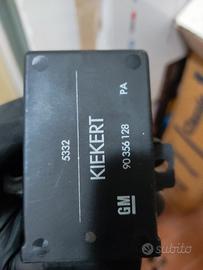 5332
KIEKERT
90 356 128 PA
GM
subito